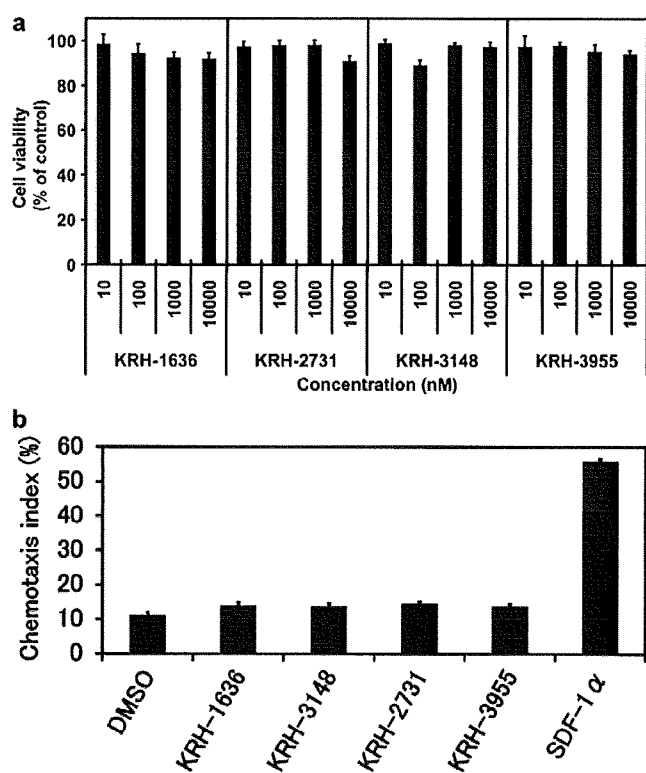 a
Cell viability
(% of control)
100
80
60
40
20
0
10 100 1000 10000 10 100 1000 10000 10 100 1000 10000 10 100 1000 10000
KRH-1636 KRH-2731 KRH-3148 KRH-3955
Concentration (nM)
b
Chemotaxis index (%)
60
50
40
30
20
10
0
DMSO KRH-1636 KRH-3148 KRH-2731 KRH-3955 SDF-1α